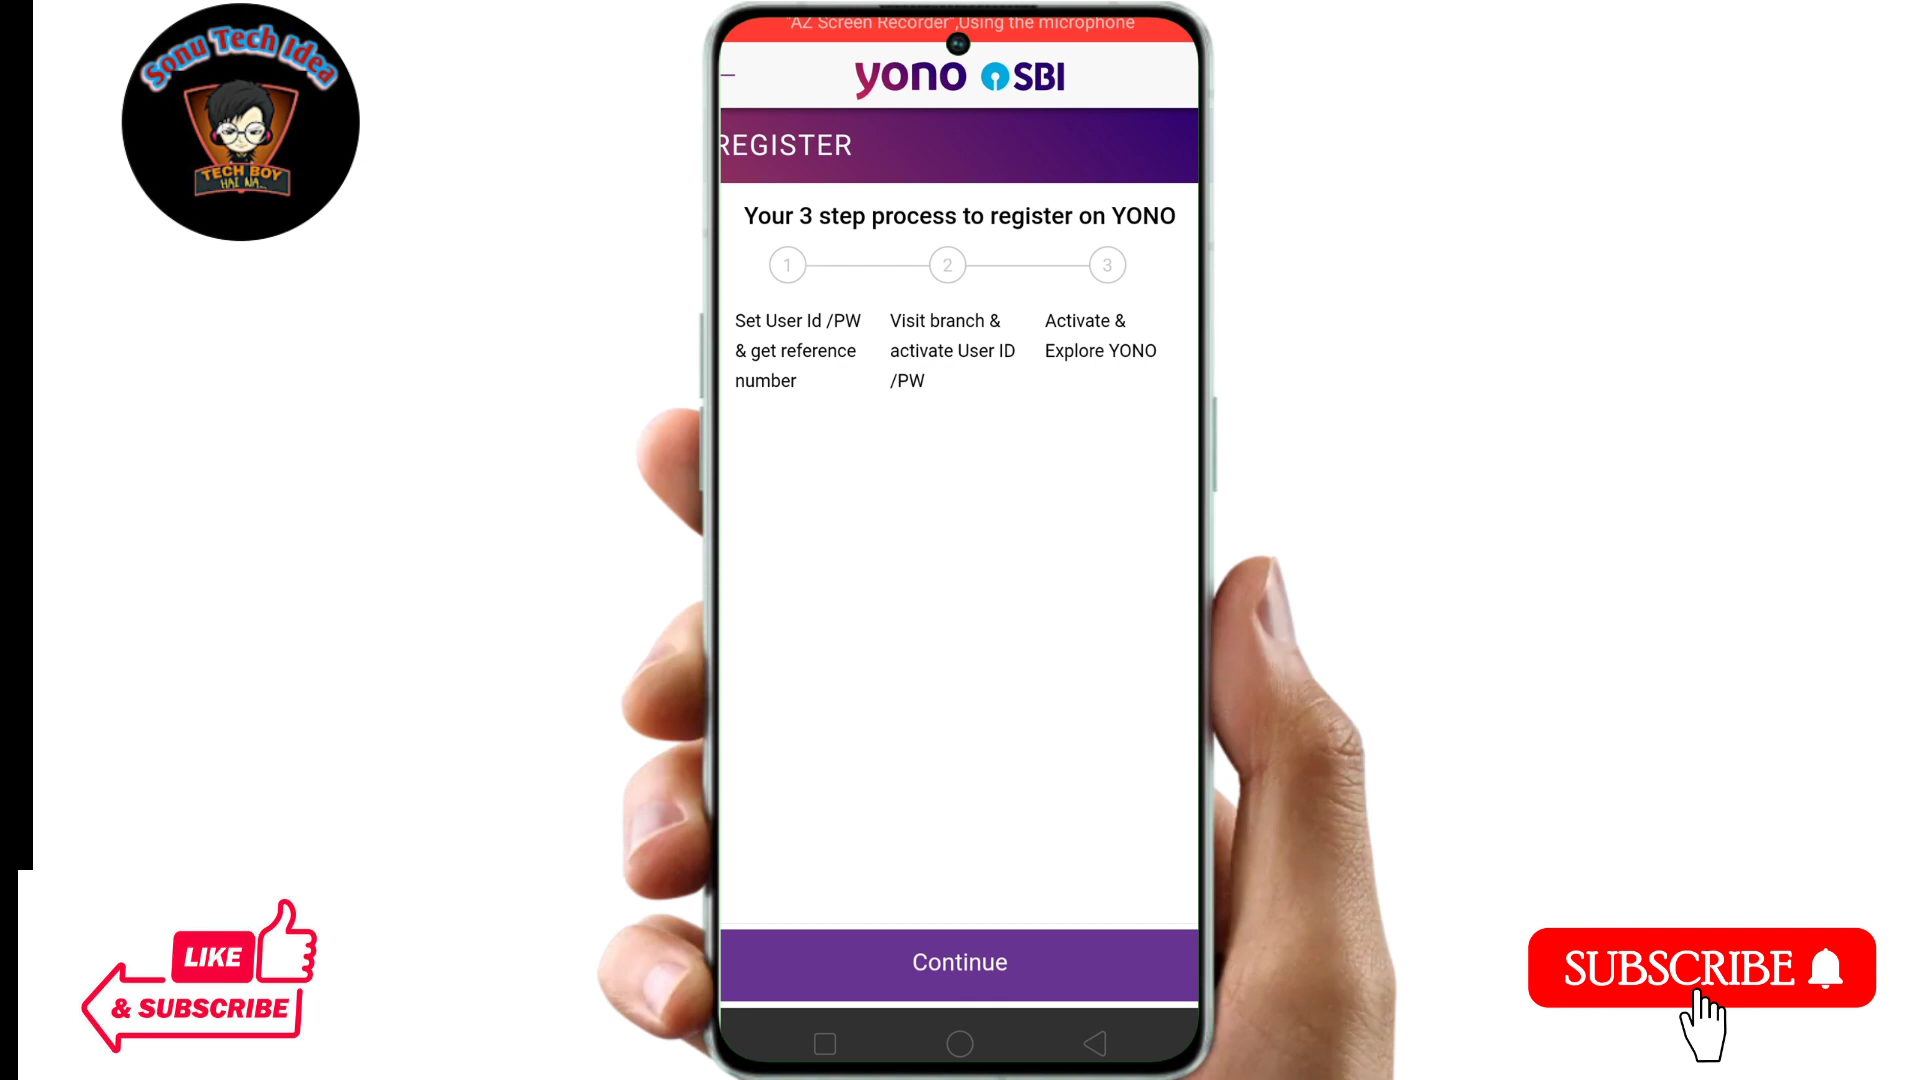 Sonu Tech Idea
TECH BOY
HAI NA...
"AZ Screen Recorder",Using the microphone
yono SBI
REGISTER
Your 3 step process to register on YONO
1 2 3
Set User Id /PW
& get reference
number
Visit branch &
activate User ID
/PW
Activate &
Explore YONO
Continue
LIKE
& SUBSCRIBE
SUBSCRIBE